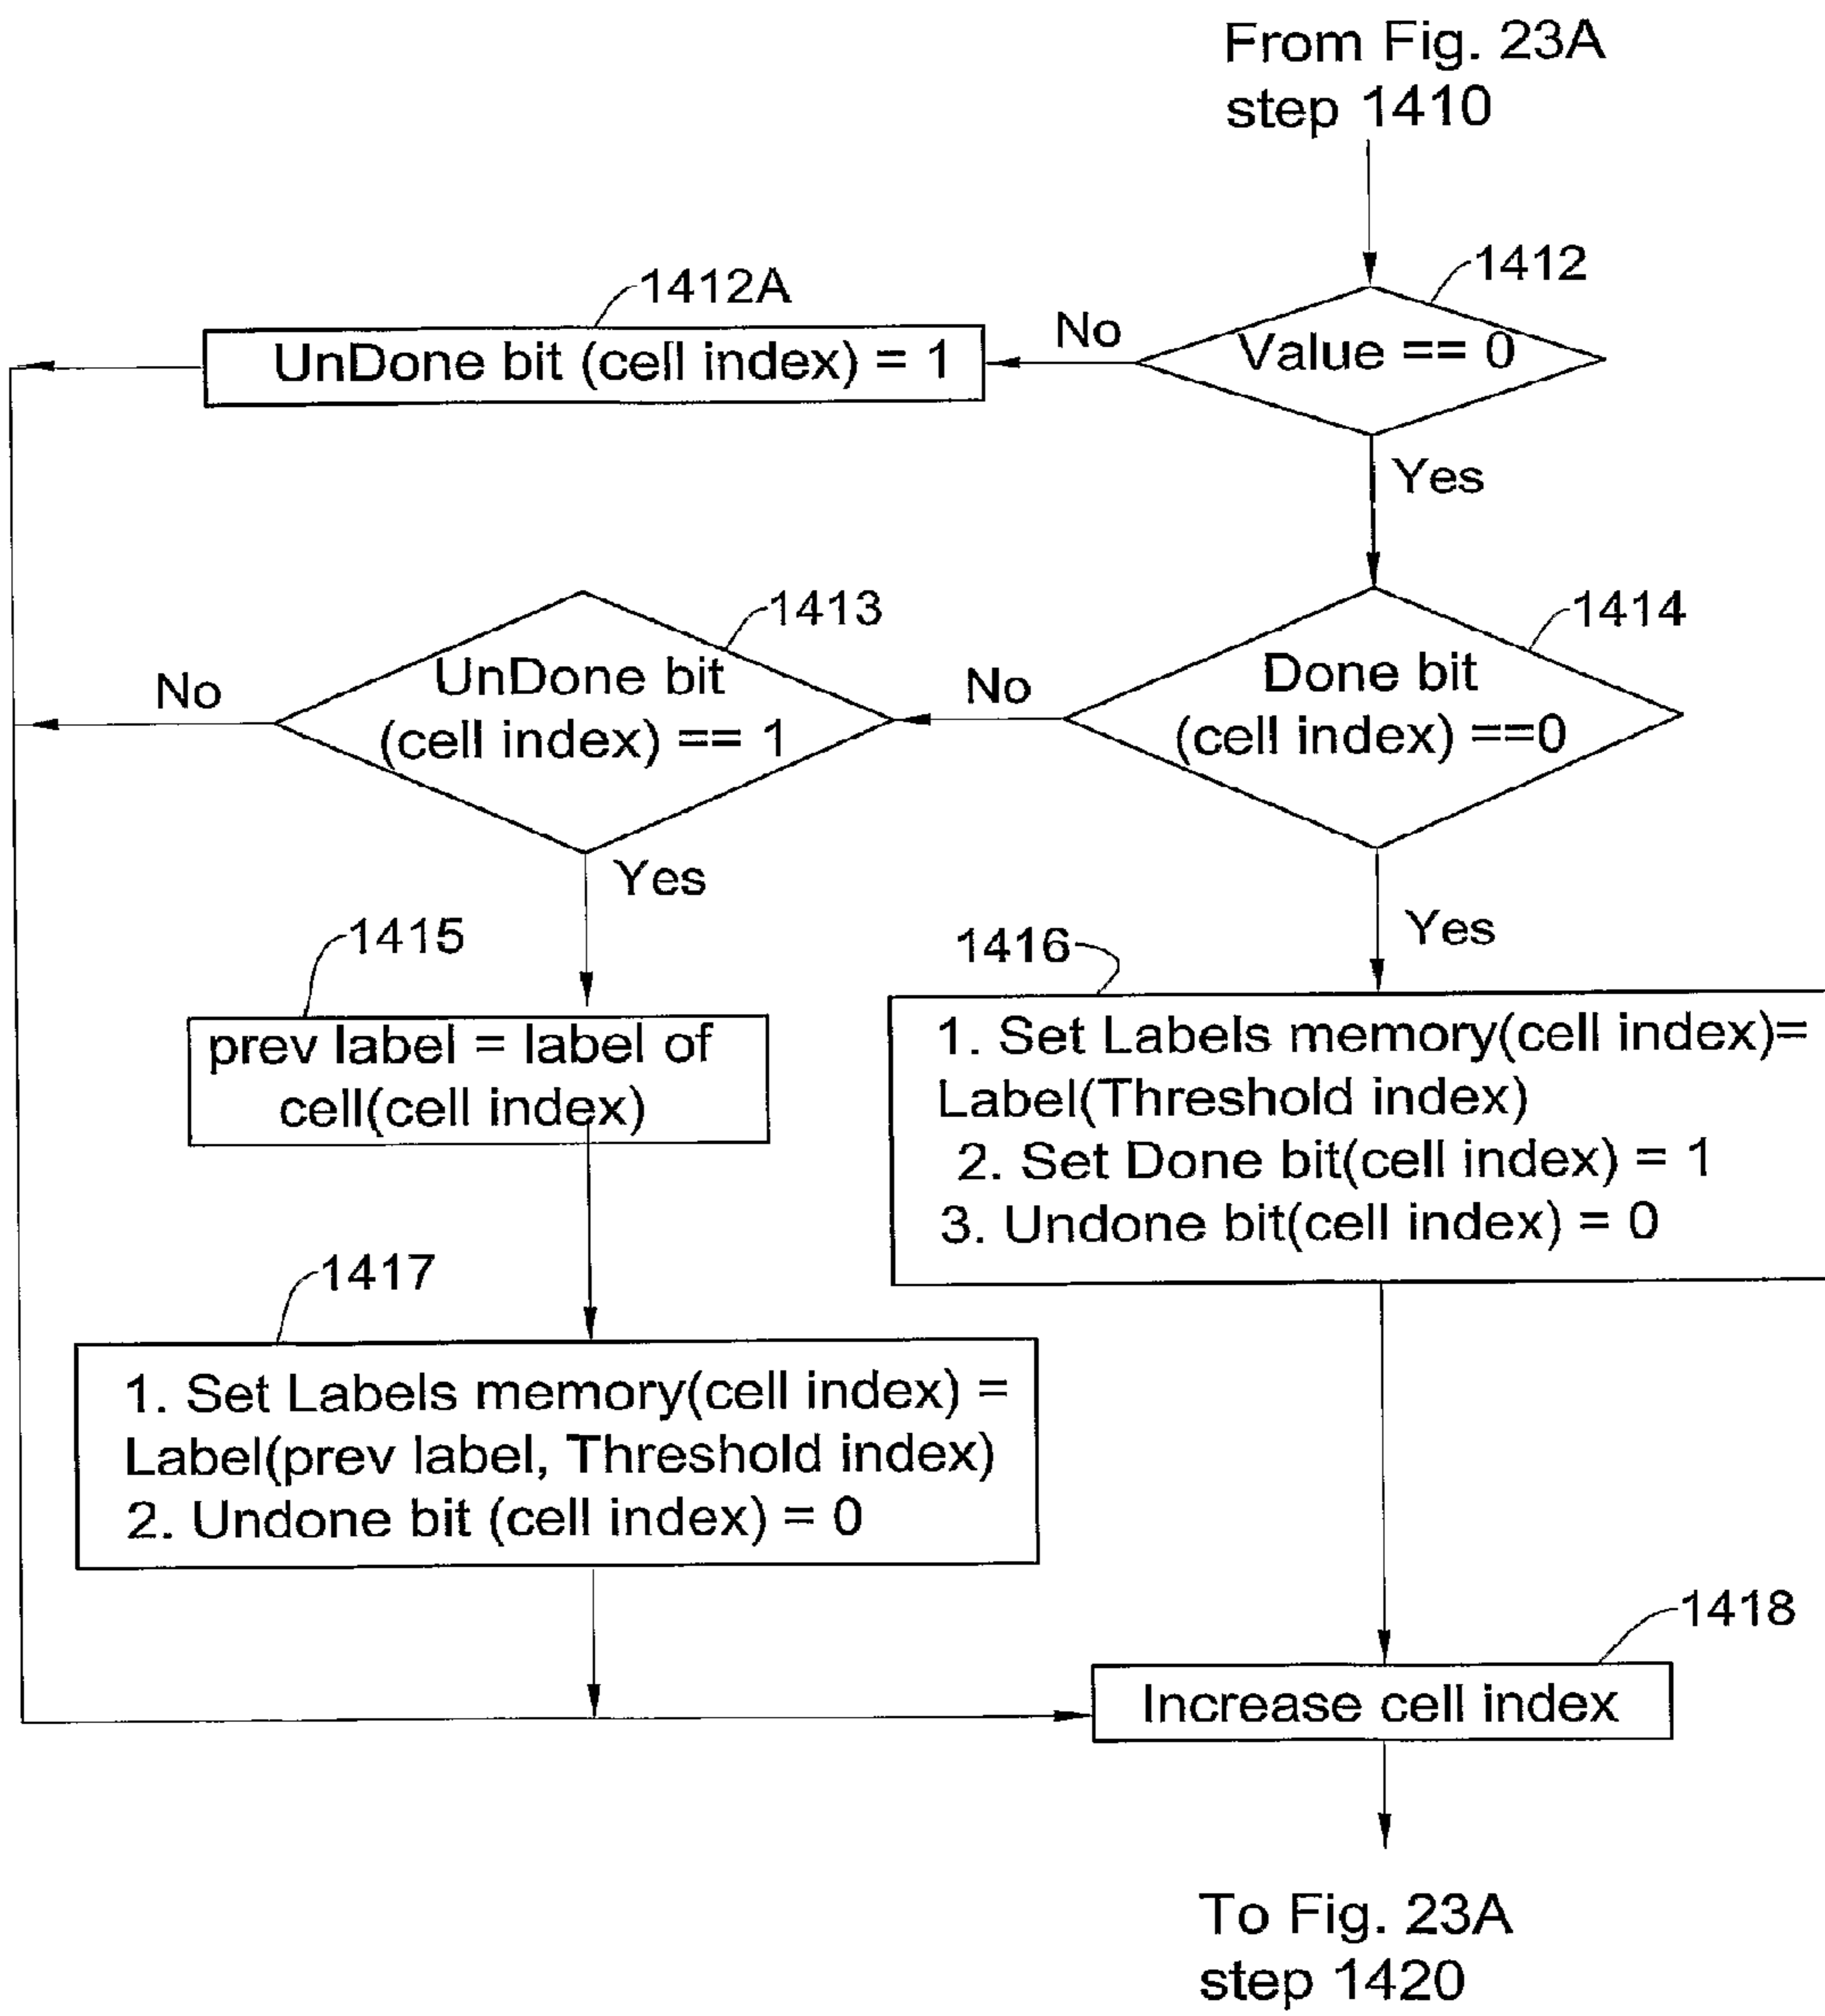 From Fig. 23A
step 1410
1412
1412A
Value == 0
No
UnDone bit (cell index) = 1
Yes
1413
1414
UnDone bit
(cell index) == 1
No
Done bit
(cell index) ==0
No
Yes
Yes
1415
1416
prev label = label of
cell(cell index)
1. Set Labels memory(cell index)=
Label(Threshold index)
2. Set Done bit(cell index) = 1
3. Undone bit(cell index) = 0
1417
1. Set Labels memory(cell index) =
Label(prev label, Threshold index)
2. Undone bit (cell index) = 0
1418
Increase cell index
To Fig. 23A
step 1420